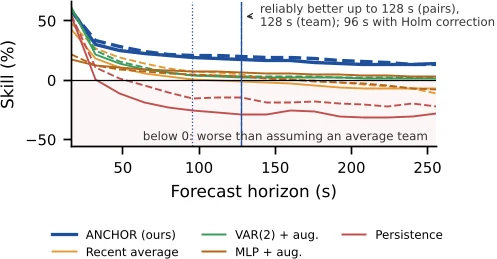 reliably better up to 128 s (pairs),
128 s (team); 96 s with Holm correction
50
0
−50
Skill (%)
below 0: worse than assuming an average team
50
100
150
200
250
Forecast horizon (s)
ANCHOR (ours)
VAR(2) + aug.
Persistence
Recent average
MLP + aug.